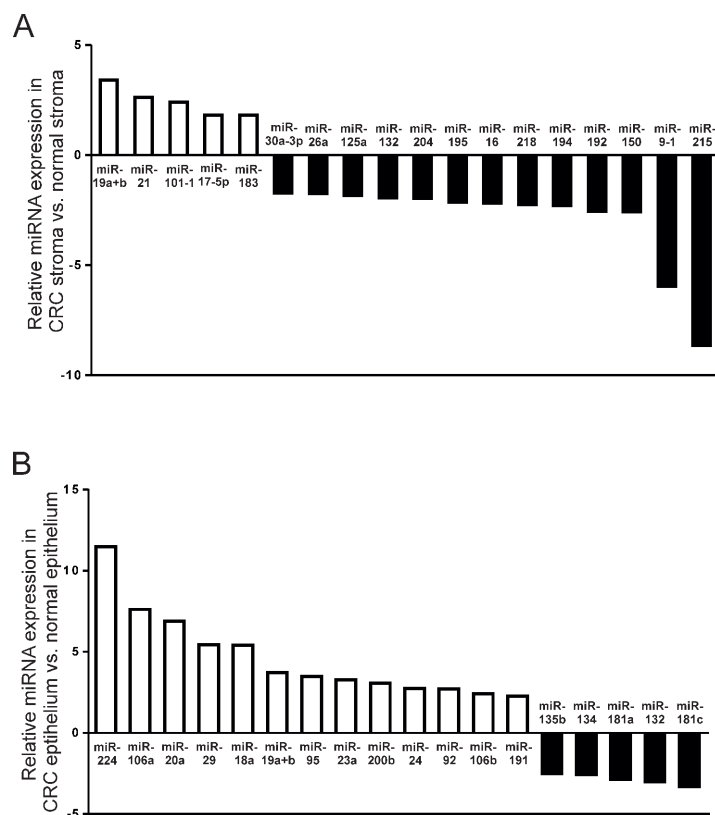 A
Relative miRNA expression in
CRC stroma vs. normal stroma
5
0
-5
-10
miR- miR- miR- miR- miR-
19a+b 21 101-1 17-5p 183
miR- miR- miR- miR- miR- miR- miR- miR- miR- miR- miR- miR- miR-
30a-3p 26a 125a 132 204 195 16 218 194 192 150 9-1 215
B
Relative miRNA expression in
CRC epithelium vs. normal epithelium
15
10
5
0
-5
miR- miR- miR- miR- miR- miR- miR- miR- miR- miR- miR- miR- miR-
224 106a 20a 29 18a 19a+b 95 23a 200b 24 92 106b 191
miR- miR- miR- miR- miR-
135b 134 181a 132 181c